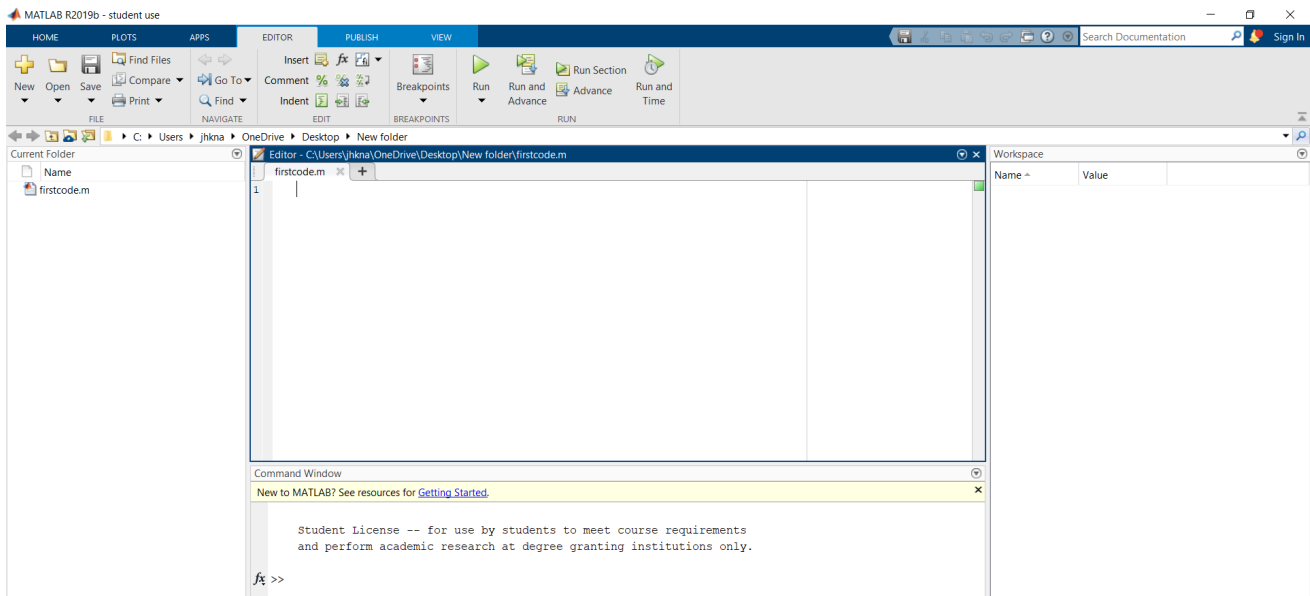 MATLAB R2019b - student use
HOME PLOTS APPS EDITOR PUBLISH VIEW Search Documentation Sign In
New Open Save Find Files Compare Print
FILE
Go To Find
NAVIGATE
Insert fx
Comment %
Indent
EDIT
Breakpoints
BREAKPOINTS
Run Run and Advance Run Section Advance Run and Time
RUN
C: Users jhkna OneDrive Desktop New folder
Current Folder
Name
firstcode.m
Editor - C:\Users\jhkna\OneDrive\Desktop\New folder\firstcode.m
firstcode.m
1
Command Window
New to MATLAB? See resources for Getting Started.
Student License -- for use by students to meet course requirements
and perform academic research at degree granting institutions only.
fx >>
Workspace
Name Value